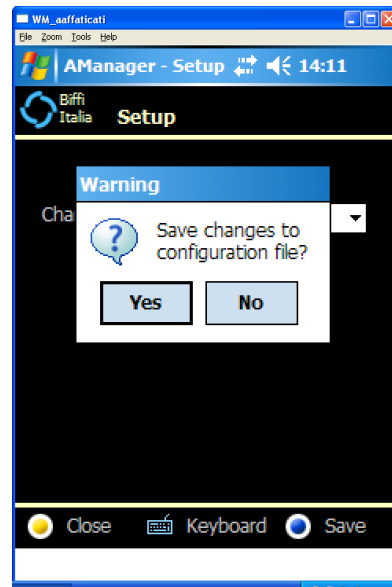 WM_aaffaticati
File Zoom Tools Help
AManager - Setup 14:11
Biffi
Italia Setup
Warning
Cha
Save changes to
configuration file?
Yes No
Close Keyboard Save